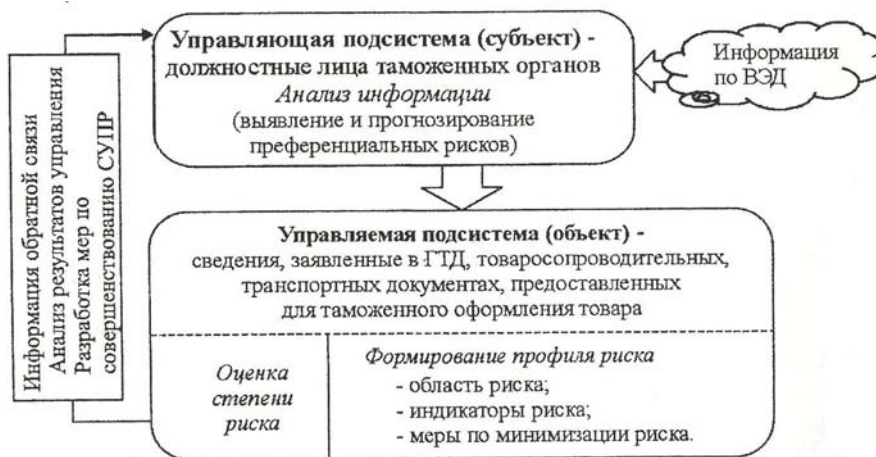 Управляющая подсистема (субъект) -
должностные лица таможенных органов
Анализ информации
(выявление и прогнозирование
преференциальных рисков)
Информация
по ВЭД
Управляемая подсистема (объект) -
сведения, заявленные в ГТД, товаросопроводительных,
транспортных документах, предоставленных
для таможенного оформления товара
Оценка
степени
риска
Формирование профиля риска
- область риска;
- индикаторы риска;
- меры по минимизации риска.
Информация обратной связи
Анализ результатов управления
Разработка мер по
совершенствованию СУПР